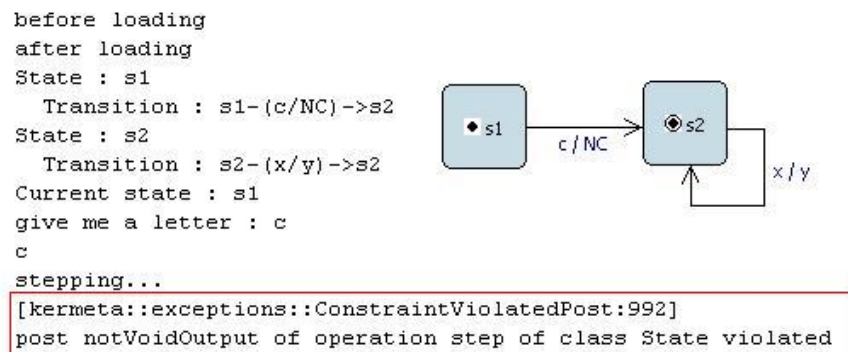 before loading
after loading
State : s1
  Transition : s1-(c/NC)->s2
State : s2
  Transition : s2-(x/y)->s2
Current state : s1
give me a letter : c
c
stepping...
[kermeta::exceptions::ConstraintViolatedPost:992]
post notVoidOutput of operation step of class State violated
s1
c / NC
s2
x / y